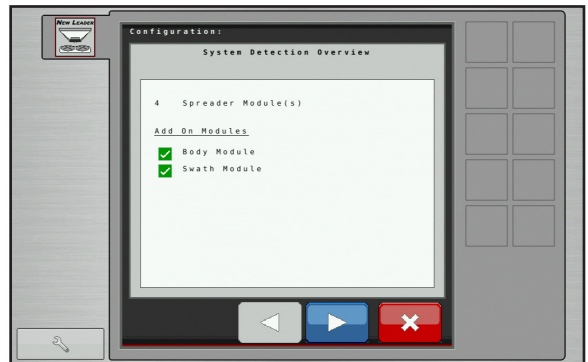 NEW LEADER
Configuration:
System Detection Overview
4 Spreader Module(s)
Add On Modules
Body Module
Swath Module